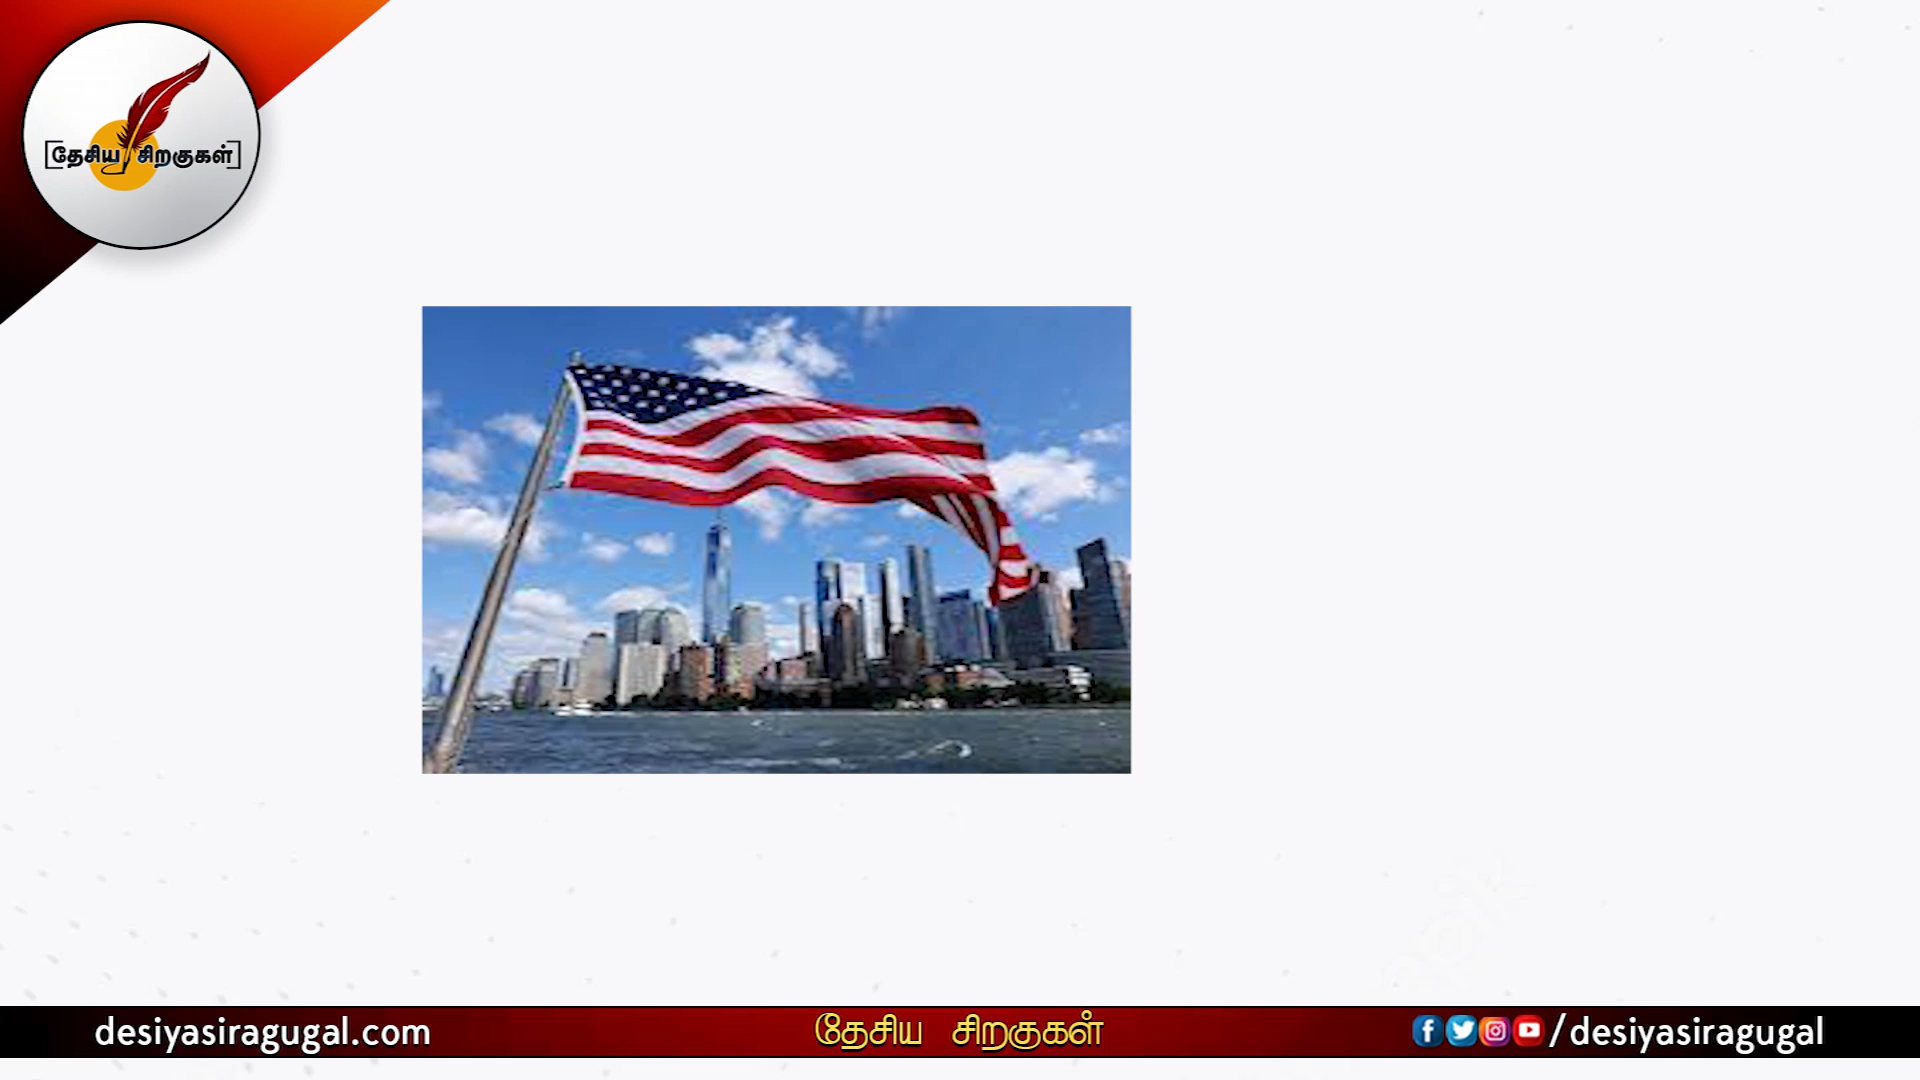 [தேசிய சிறகுகள்]
desiyasiragugal.com
தேசிய சிறகுகள்
/desiyasiragugal